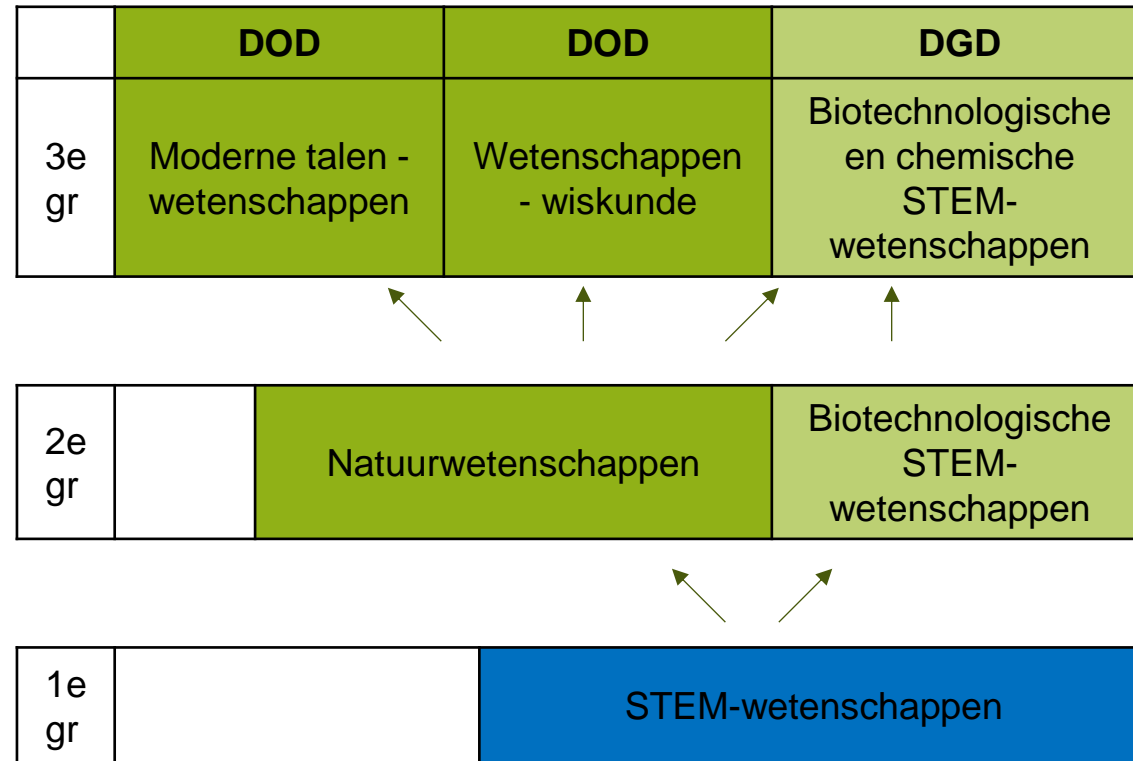 DOD DOD DGD
3e
gr
Moderne talen -
wetenschappen
Wetenschappen
- wiskunde
Biotechnologische
en chemische
STEM-
wetenschappen
2e
gr
Natuurwetenschappen
Biotechnologische
STEM-
wetenschappen
1e
gr
STEM-wetenschappen